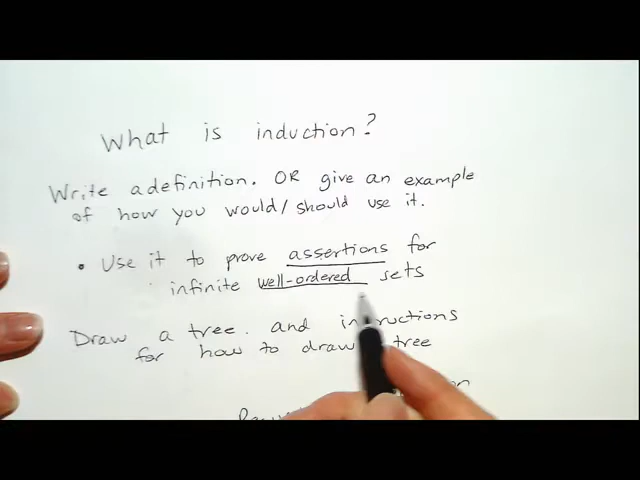 What is induction?
Write a definition. OR give an example
of how you would/should use it.
• Use it to prove assertions for
infinite well-ordered sets
Draw a tree. and instructions
for how to draw tree